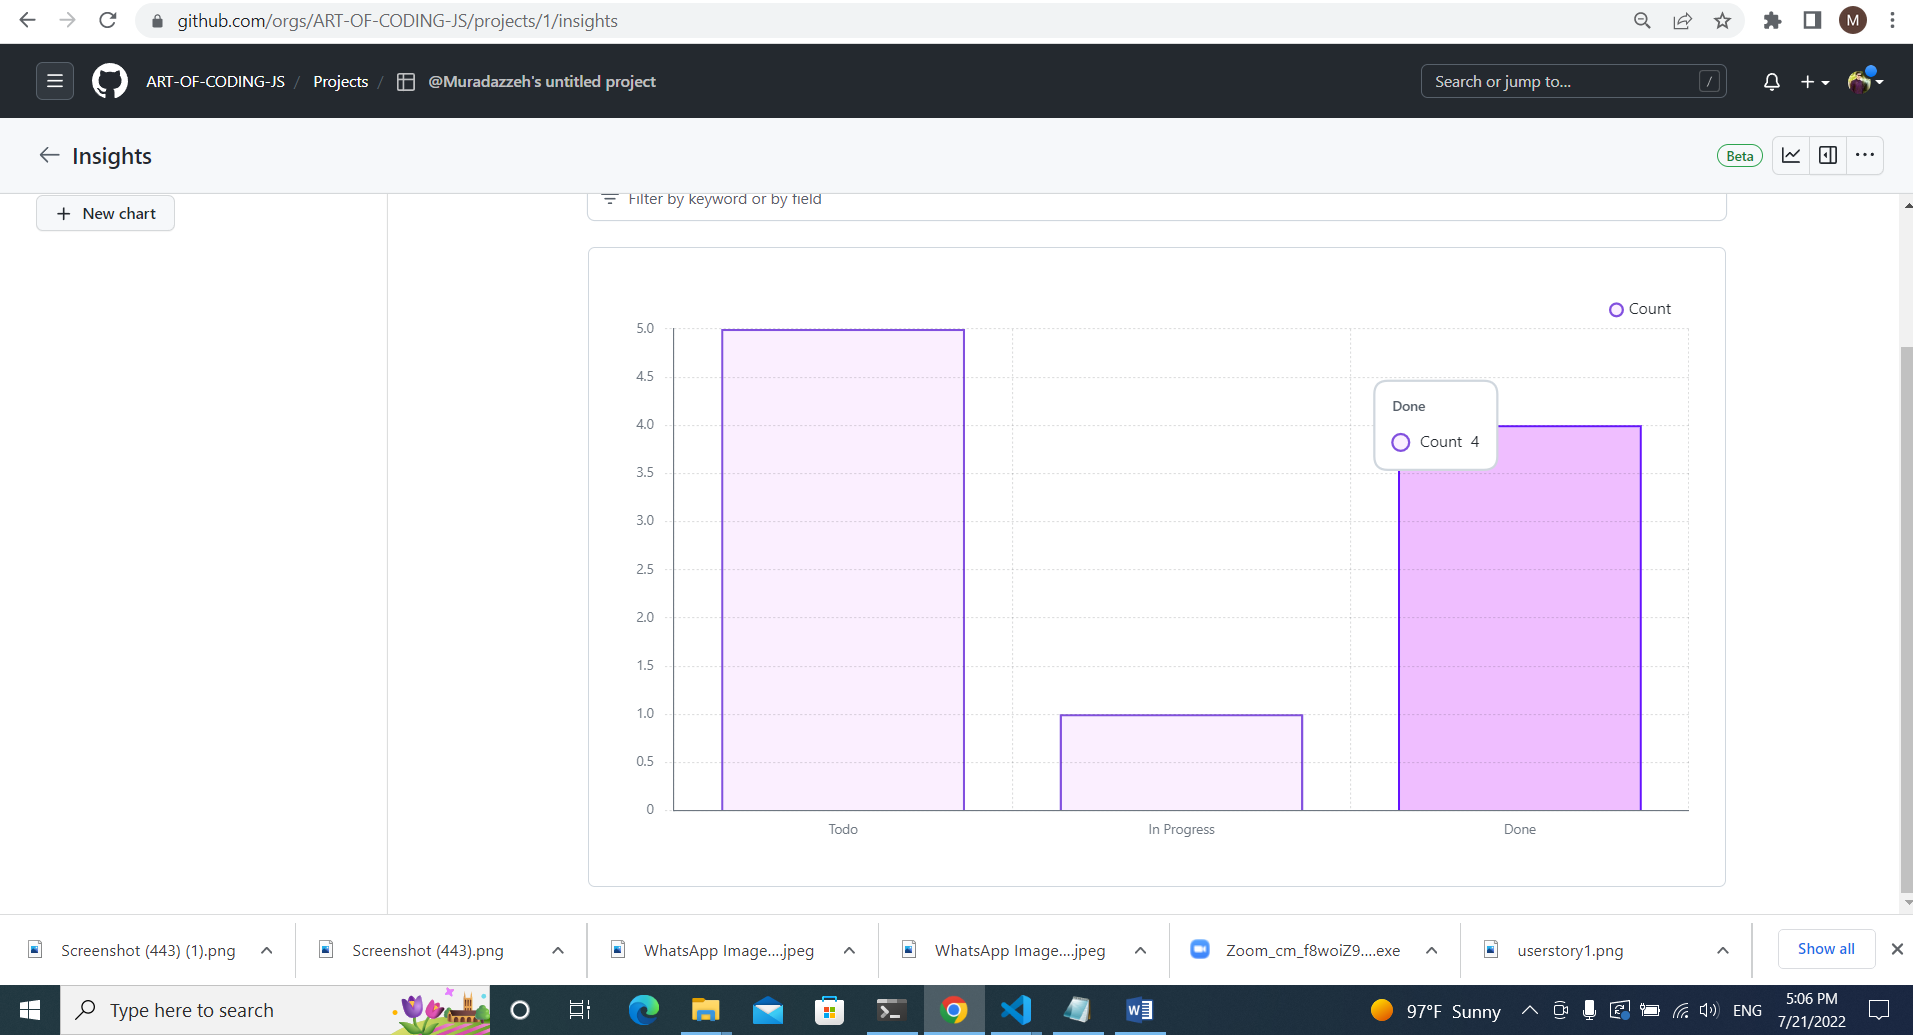 github.com/orgs/ART-OF-CODING-JS/projects/1/insights
M
ART-OF-CODING-JS / Projects / @Muradazzeh's untitled project
Search or jump to... /
Insights
Beta
+ New chart
Filter by keyword or by field
Count
5.0
4.5
4.0
3.5
3.0
2.5
2.0
1.5
1.0
0.5
0
Done
Count 4
Todo
In Progress
Done
Screenshot (443) (1).png
Screenshot (443).png
WhatsApp Image....jpeg
WhatsApp Image....jpeg
Zoom_cm_f8woiZ9....exe
userstory1.png
Show all
Type here to search
97°F Sunny
ENG
5:06 PM
7/21/2022